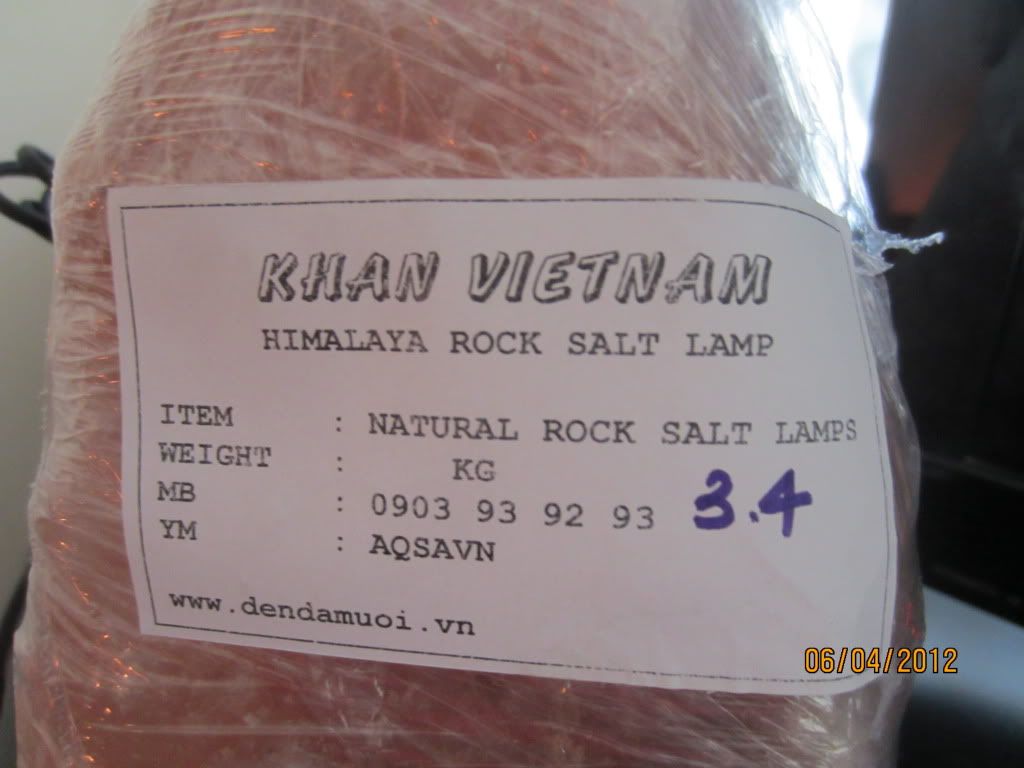 KHAN VIETNAM
HIMALAYA ROCK SALT LAMP
ITEM : NATURAL ROCK SALT LAMPS
WEIGHT : KG
MB : 0903 93 92 93 3.4
YM : AQSAVN
www.dendamuoi.vn
06/04/2012